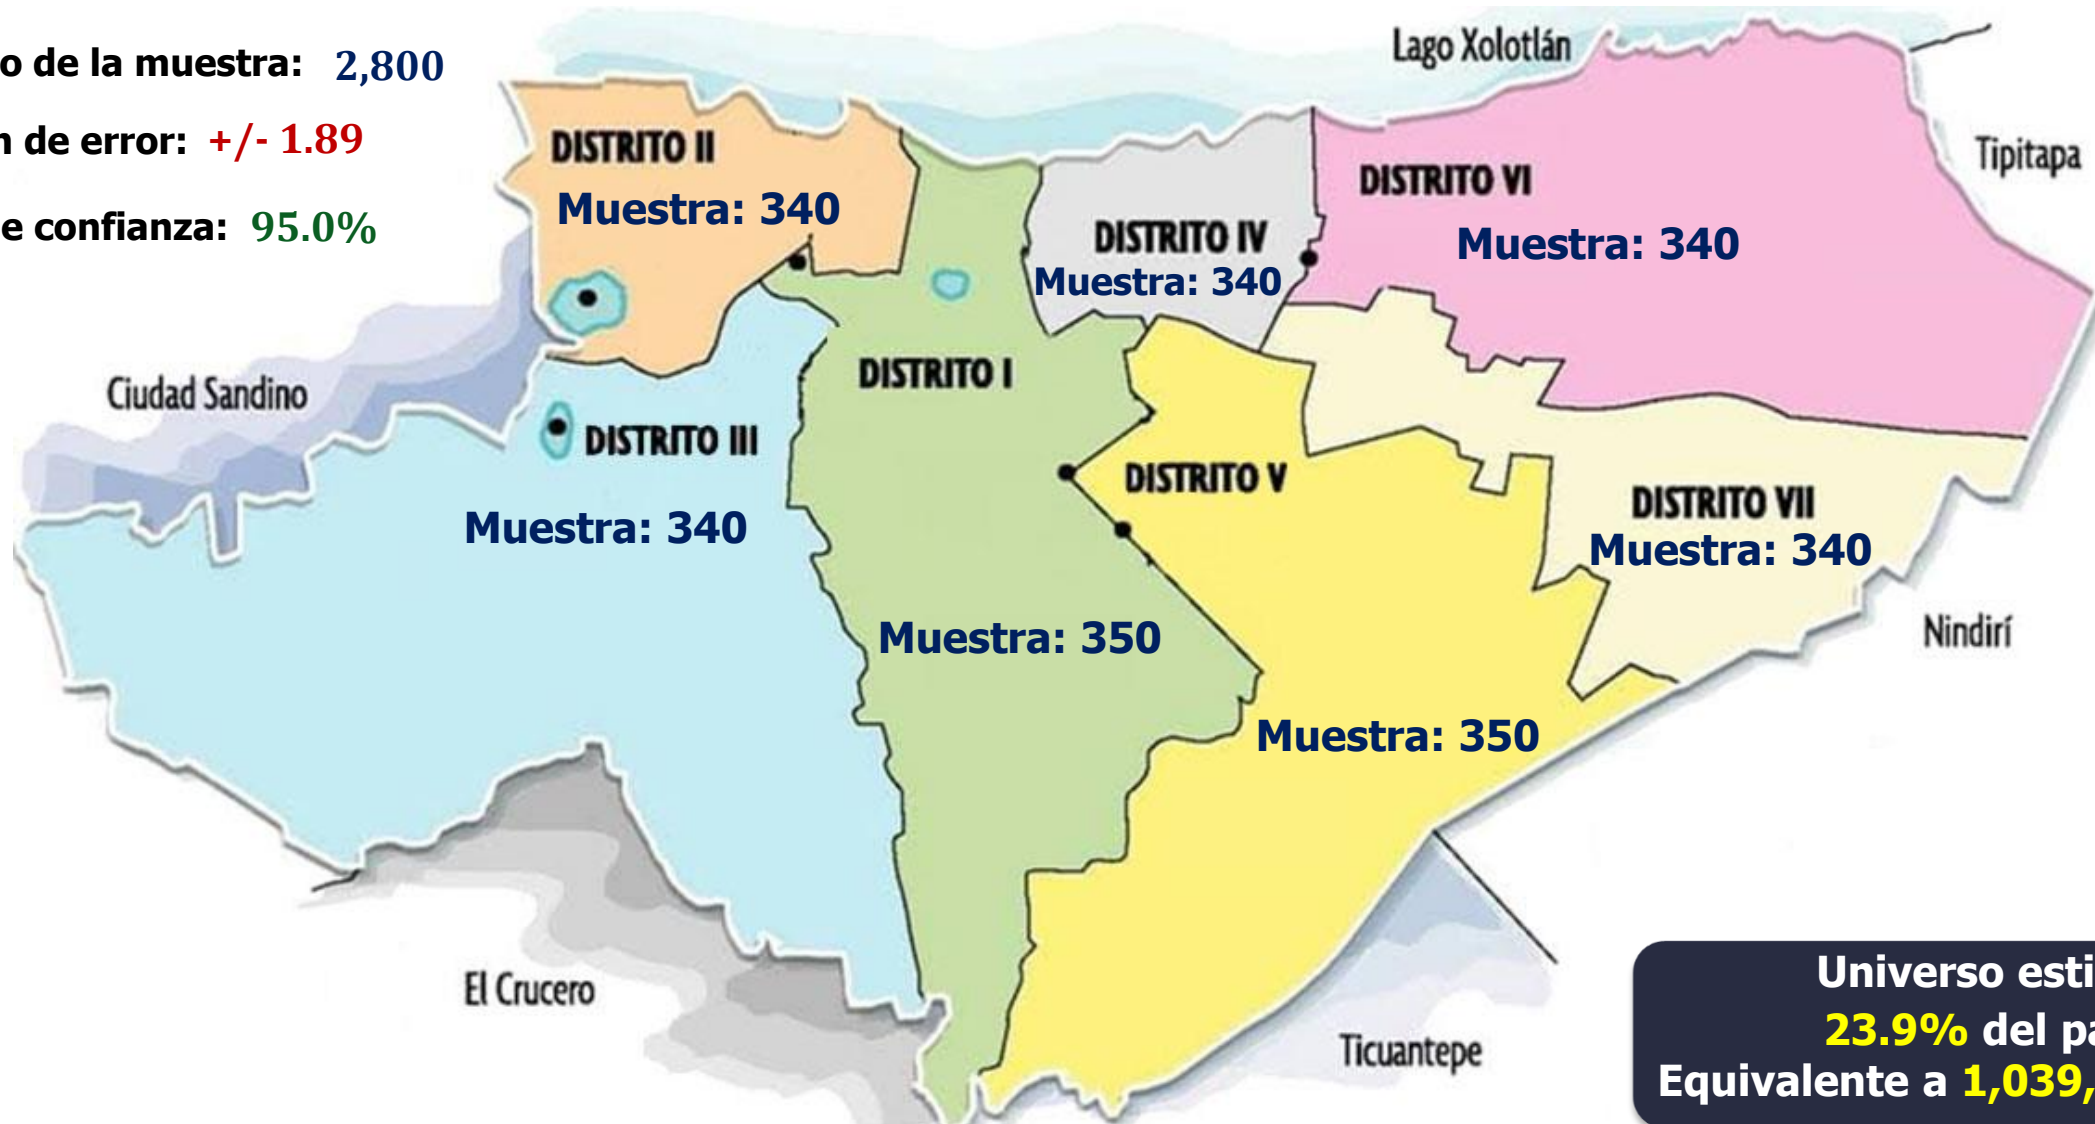 o de la muestra: 2,800
n de error: +/- 1.89
e confianza: 95.0%
Lago Xolotlán
Tipitapa
DISTRITO II
Muestra: 340
DISTRITO VI
Muestra: 340
DISTRITO IV
Muestra: 340
Ciudad Sandino
DISTRITO I
DISTRITO III
Muestra: 340
DISTRITO V
DISTRITO VII
Muestra: 340
Muestra: 350
Nindirí
Muestra: 350
El Crucero
Ticuantepe
Universo esti
23.9% del pa
Equivalente a 1,039,